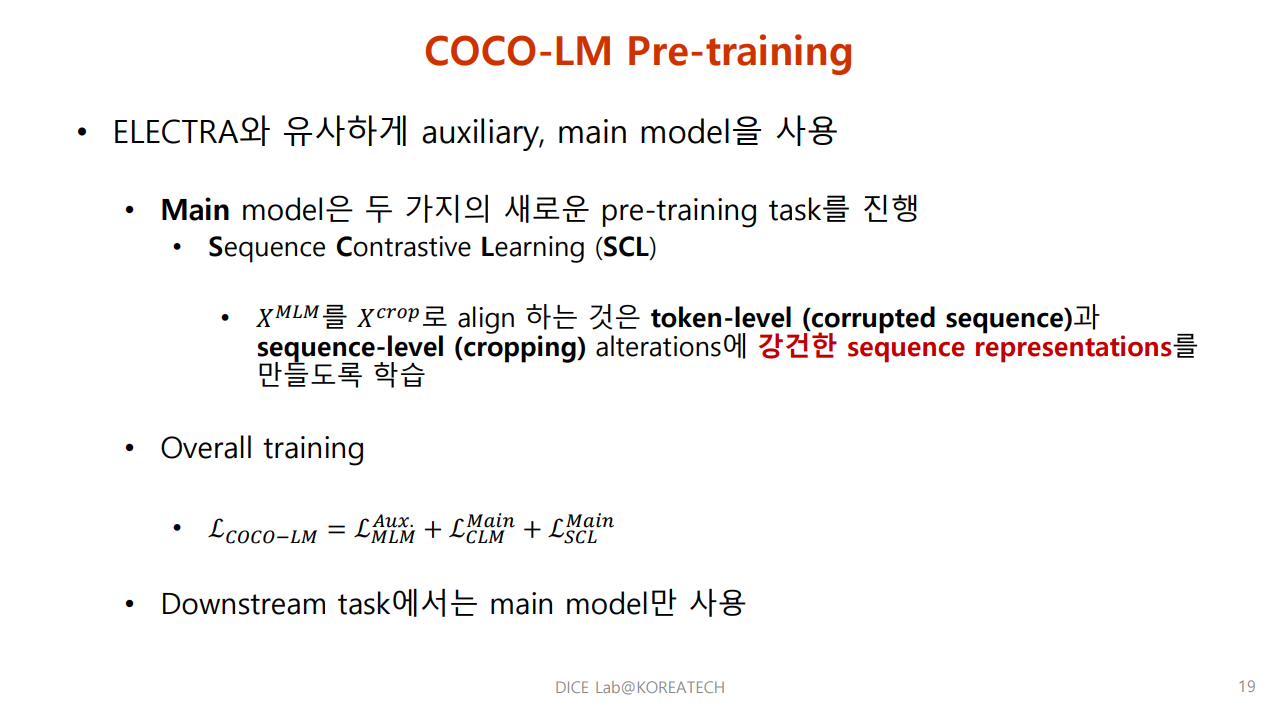 COCO-LM Pre-training
• ELECTRA와 유사하게 auxiliary, main model을 사용
• Main model은 두 가지의 새로운 pre-training task를 진행
• Sequence Contrastive Learning (SCL)
• 𝑋^{𝑀𝐿𝑀}를 𝑋^{𝑐𝑟𝑜𝑝}로 align 하는 것은 token-level (corrupted sequence)과
sequence-level (cropping) alterations에 강건한 sequence representations를
만들도록 학습
• Overall training
• ℒ_{COCO−LM} = ℒ_{MLM}^{Aux.} + ℒ_{CLM}^{Main} + ℒ_{SCL}^{Main}
• Downstream task에서는 main model만 사용
DICE Lab@KOREATECH
19